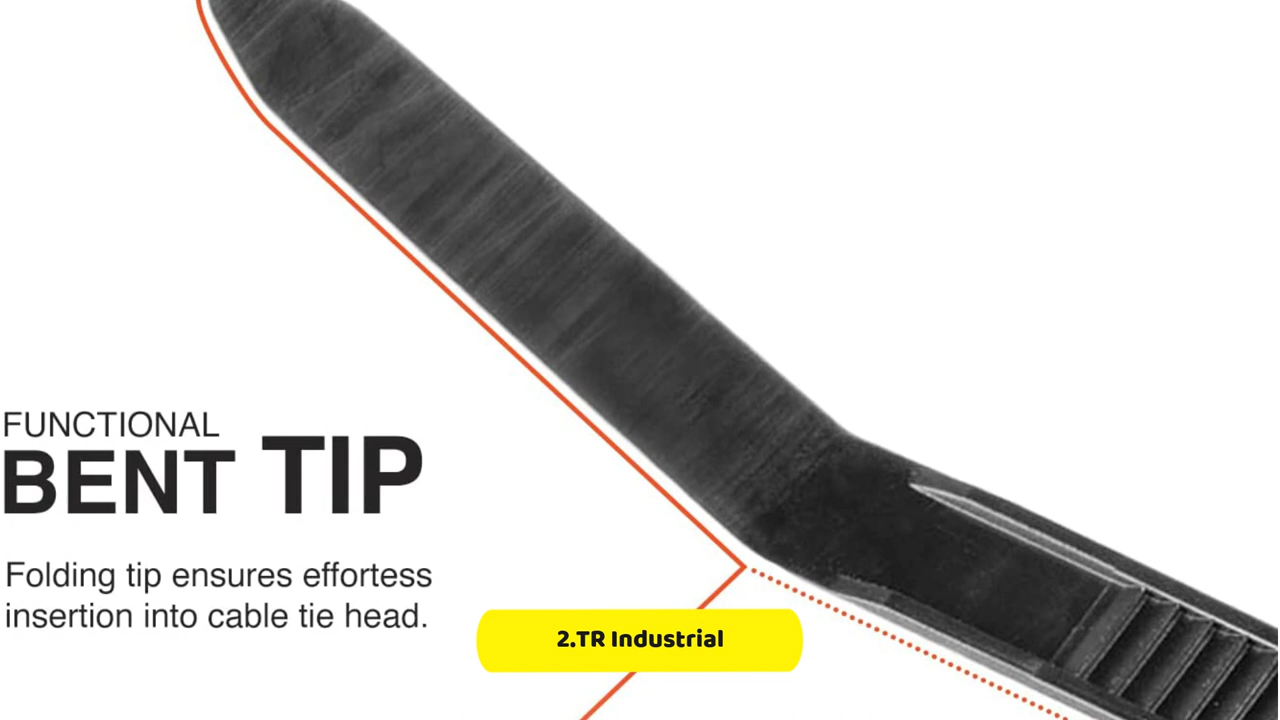 FUNCTIONAL
BENT TIP
Folding tip ensures effortess
insertion into cable tie head.
2.TR Industrial